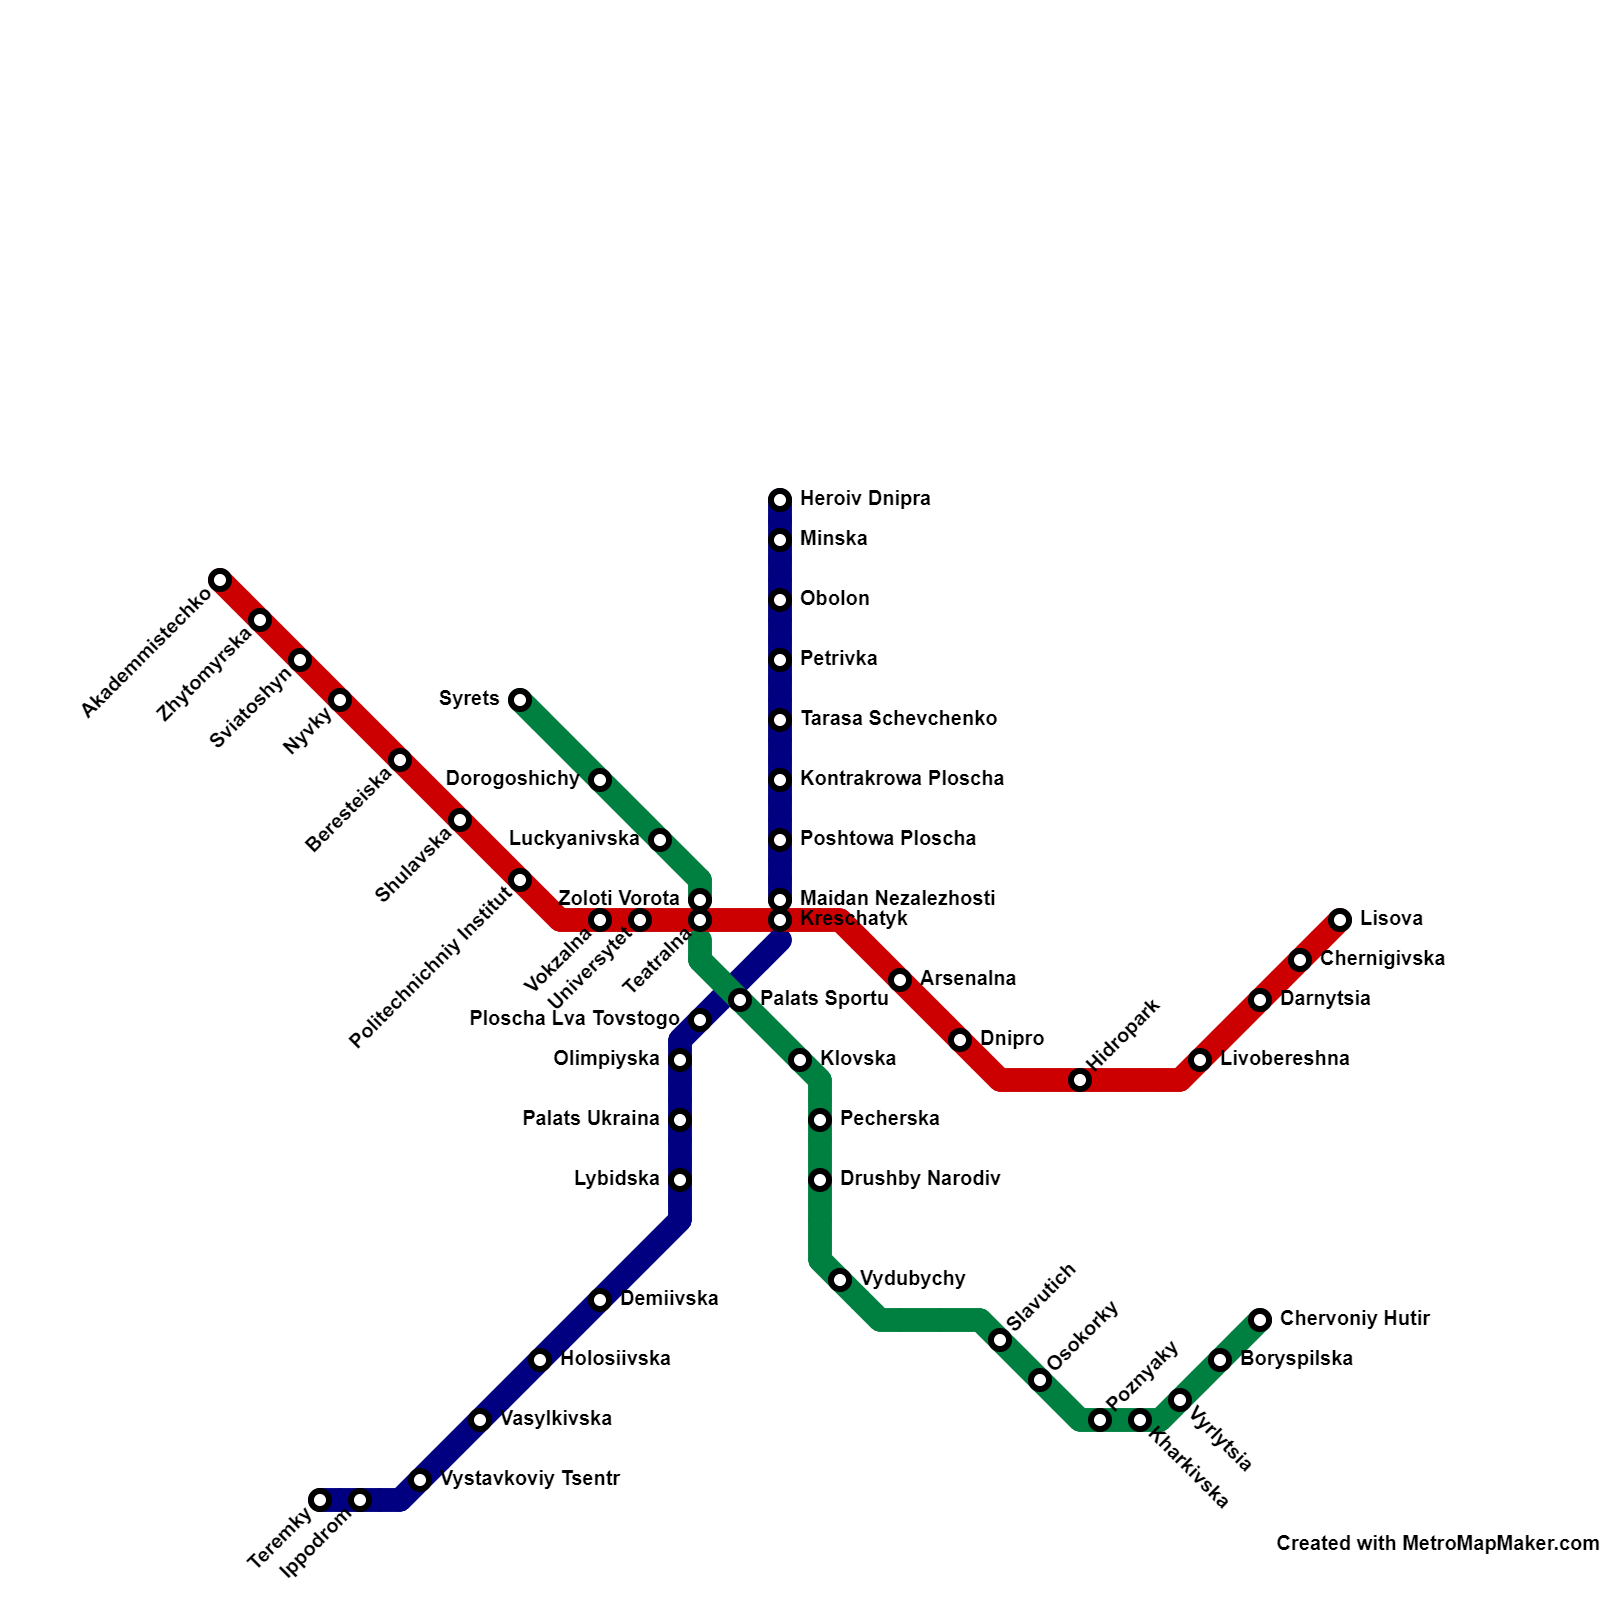 Heroiv Dnipra
Minska
Obolon
Petrivka
Tarasa Schevchenko
Kontrakrowa Ploscha
Poshtowa Ploscha
Maidan Nezalezhosti
Kreschatyk
Akademmistechko
Zhytomyrska
Sviatoshyn
Nyvky
Beresteiska
Shulavska
Politechnichniy Institut
Vokzalna
Universytet
Teatralna
Syrets
Dorogoshichy
Luckyanivska
Zoloti Vorota
Arsenalna
Dnipro
Hidropark
Livobereshna
Darnytsia
Chernigivska
Lisova
Palats Sportu
Ploscha Lva Tovstogo
Olimpiyska
Klovska
Palats Ukraina
Pecherska
Lybidska
Drushby Narodiv
Vydubychy
Slavutich
Osokorky
Poznyaky
Kharkivska
Vyrlytsia
Boryspilska
Chervoniy Hutir
Demiivska
Holosiivska
Vasylkivska
Vystavkoviy Tsentr
Ippodrom
Teremky
Created with MetroMapMaker.com